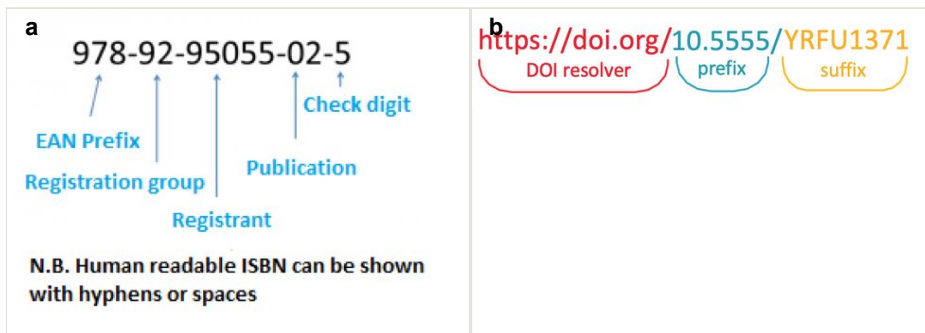 a
978-92-95055-02-5
Check digit
EAN Prefix
Publication
Registration group
Registrant
N.B. Human readable ISBN can be shown
with hyphens or spaces
b
https://doi.org/10.5555/YRFU1371
DOI resolver prefix suffix